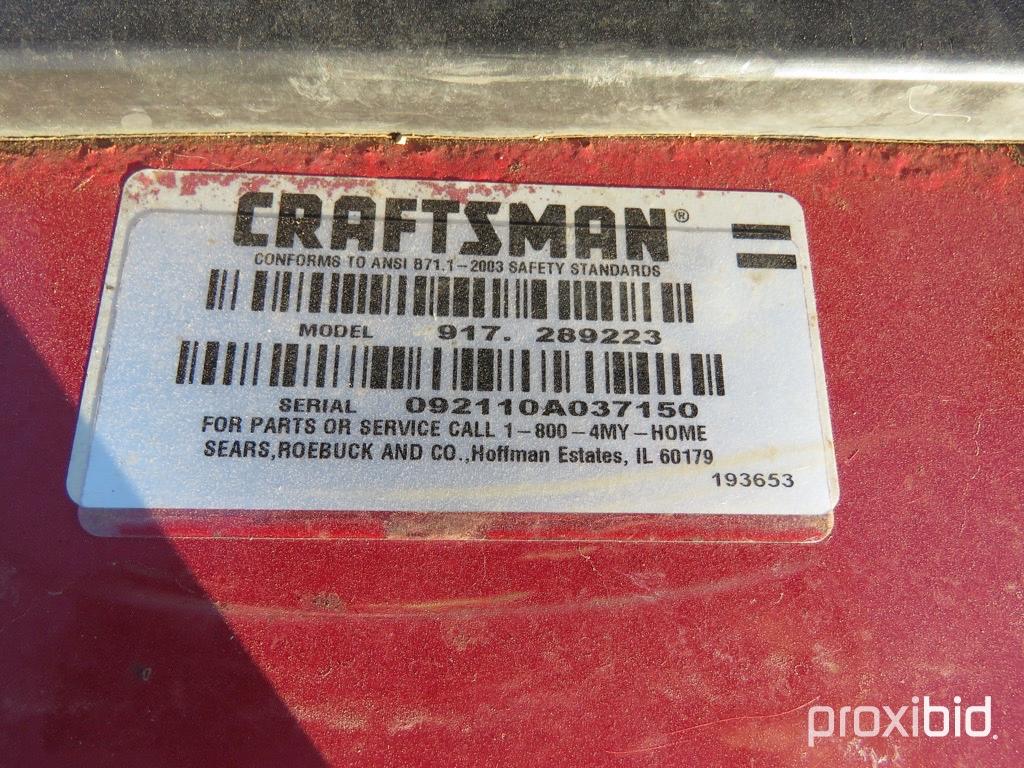 CRAFTSMAN®
CONFORMS TO ANSI B71.1-2003 SAFETY STANDARDS
MODEL 917. 289223
SERIAL 092110A037150
FOR PARTS OR SERVICE CALL 1-800-4MY-HOME
SEARS,ROEBUCK AND CO.,Hoffman Estates, IL 60179
193653
proxibid.